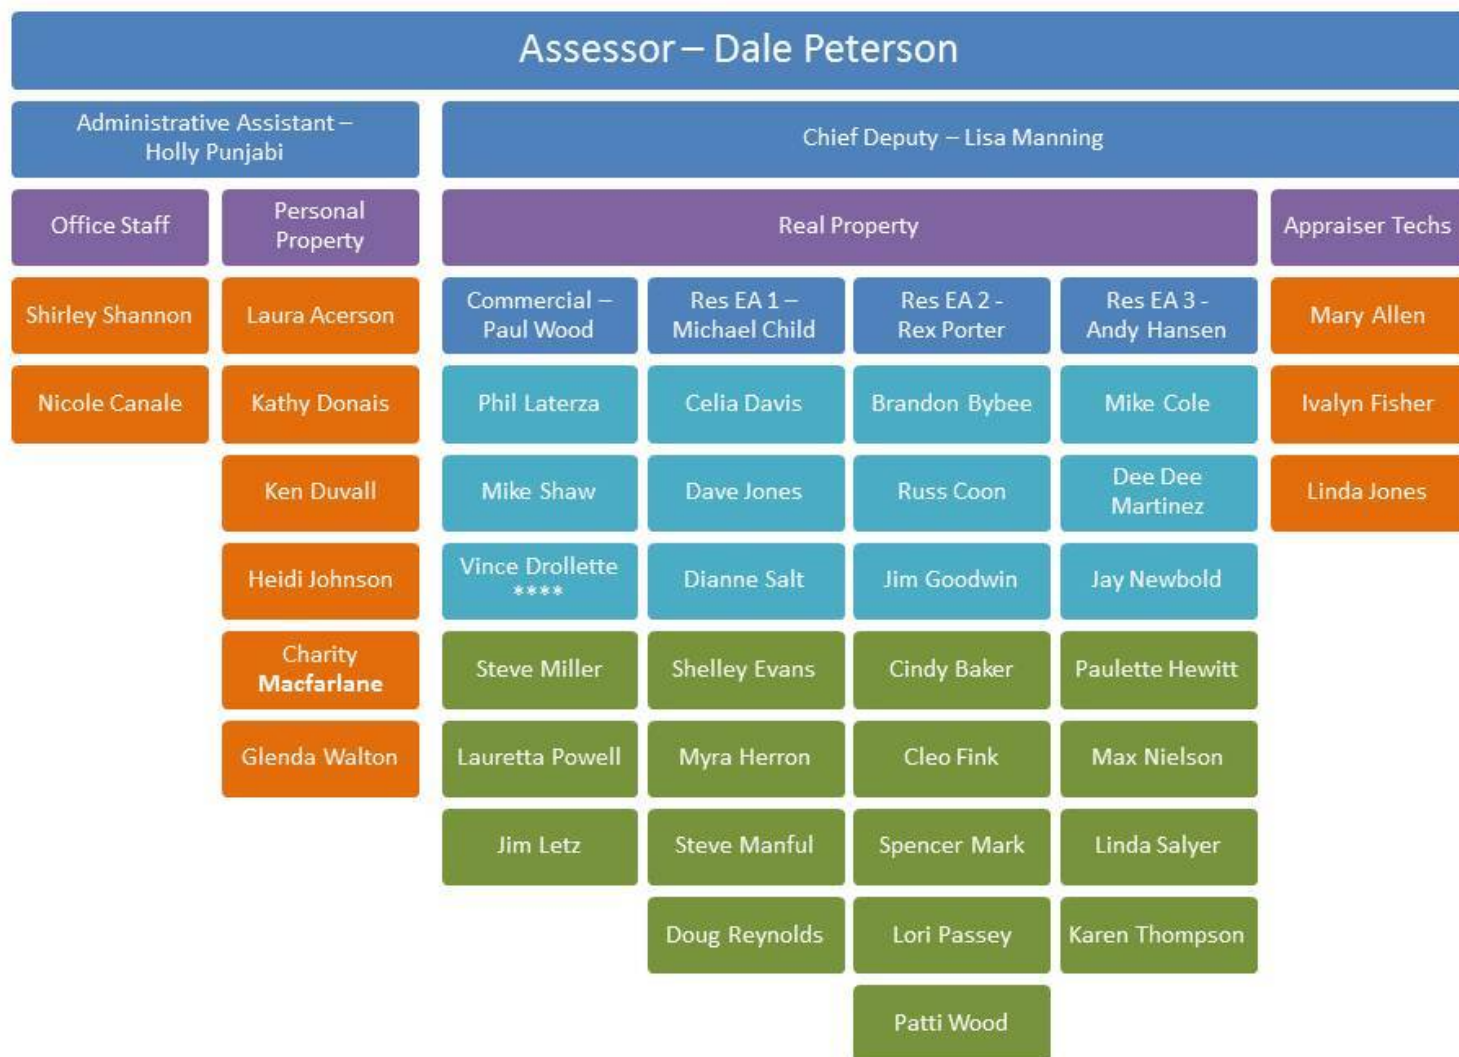 Assessor – Dale Peterson
Administrative Assistant –
Holly Punjabi
Chief Deputy – Lisa Manning
Office Staff
Personal
Property
Real Property
Appraiser Techs
Shirley Shannon
Laura Acerson
Commercial –
Paul Wood
Res EA 1 –
Michael Child
Res EA 2 -
Rex Porter
Res EA 3 -
Andy Hansen
Mary Allen
Nicole Canale
Kathy Donais
Phil Laterza
Celia Davis
Brandon Bybee
Mike Cole
Ivalyn Fisher
Ken Duvall
Mike Shaw
Dave Jones
Russ Coon
Dee Dee
Martinez
Linda Jones
Heidi Johnson
Vince Drollette
****
Dianne Salt
Jim Goodwin
Jay Newbold
Charity
Macfarlane
Steve Miller
Shelley Evans
Cindy Baker
Paulette Hewitt
Glenda Walton
Lauretta Powell
Myra Herron
Cleo Fink
Max Nielson
Jim Letz
Steve Manful
Spencer Mark
Linda Salyer
Doug Reynolds
Lori Passey
Karen Thompson
Patti Wood